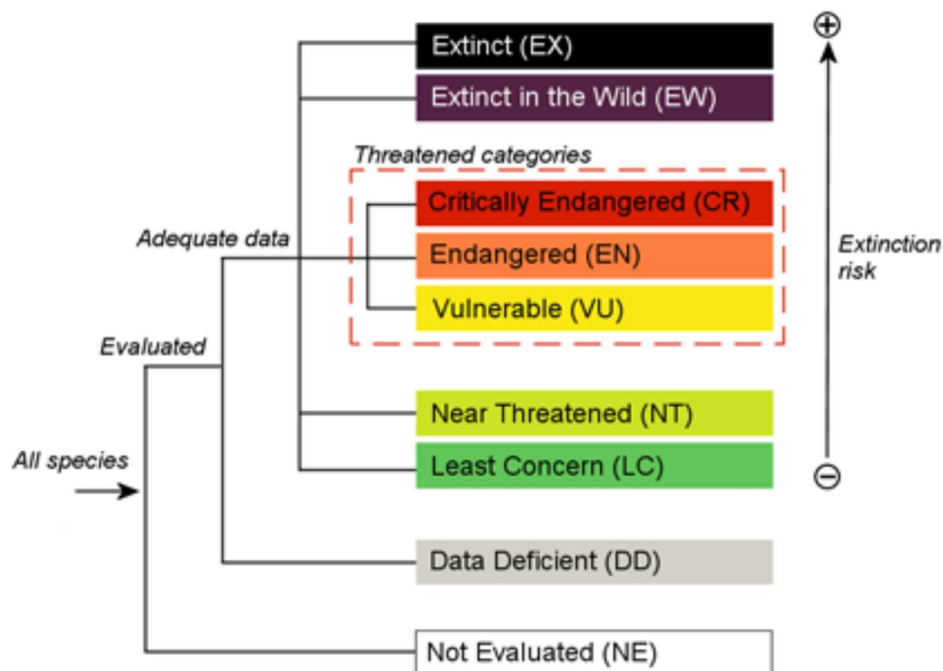 Extinct (EX)
Extinct in the Wild (EW)
Threatened categories
Critically Endangered (CR)
Adequate data
Endangered (EN)
Extinction
risk
Vulnerable (VU)
Evaluated
Near Threatened (NT)
All species
Least Concern (LC)
Data Deficient (DD)
Not Evaluated (NE)